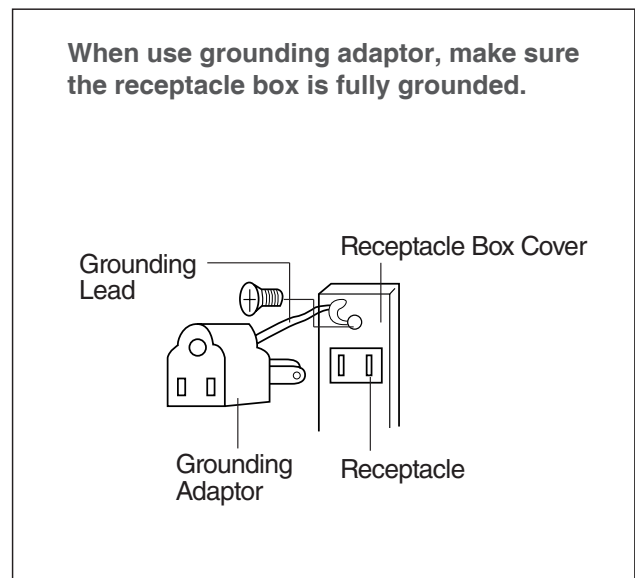 When use grounding adaptor, make sure
the receptacle box is fully grounded.
Receptacle Box Cover
Grounding
Lead
Grounding
Adaptor
Receptacle